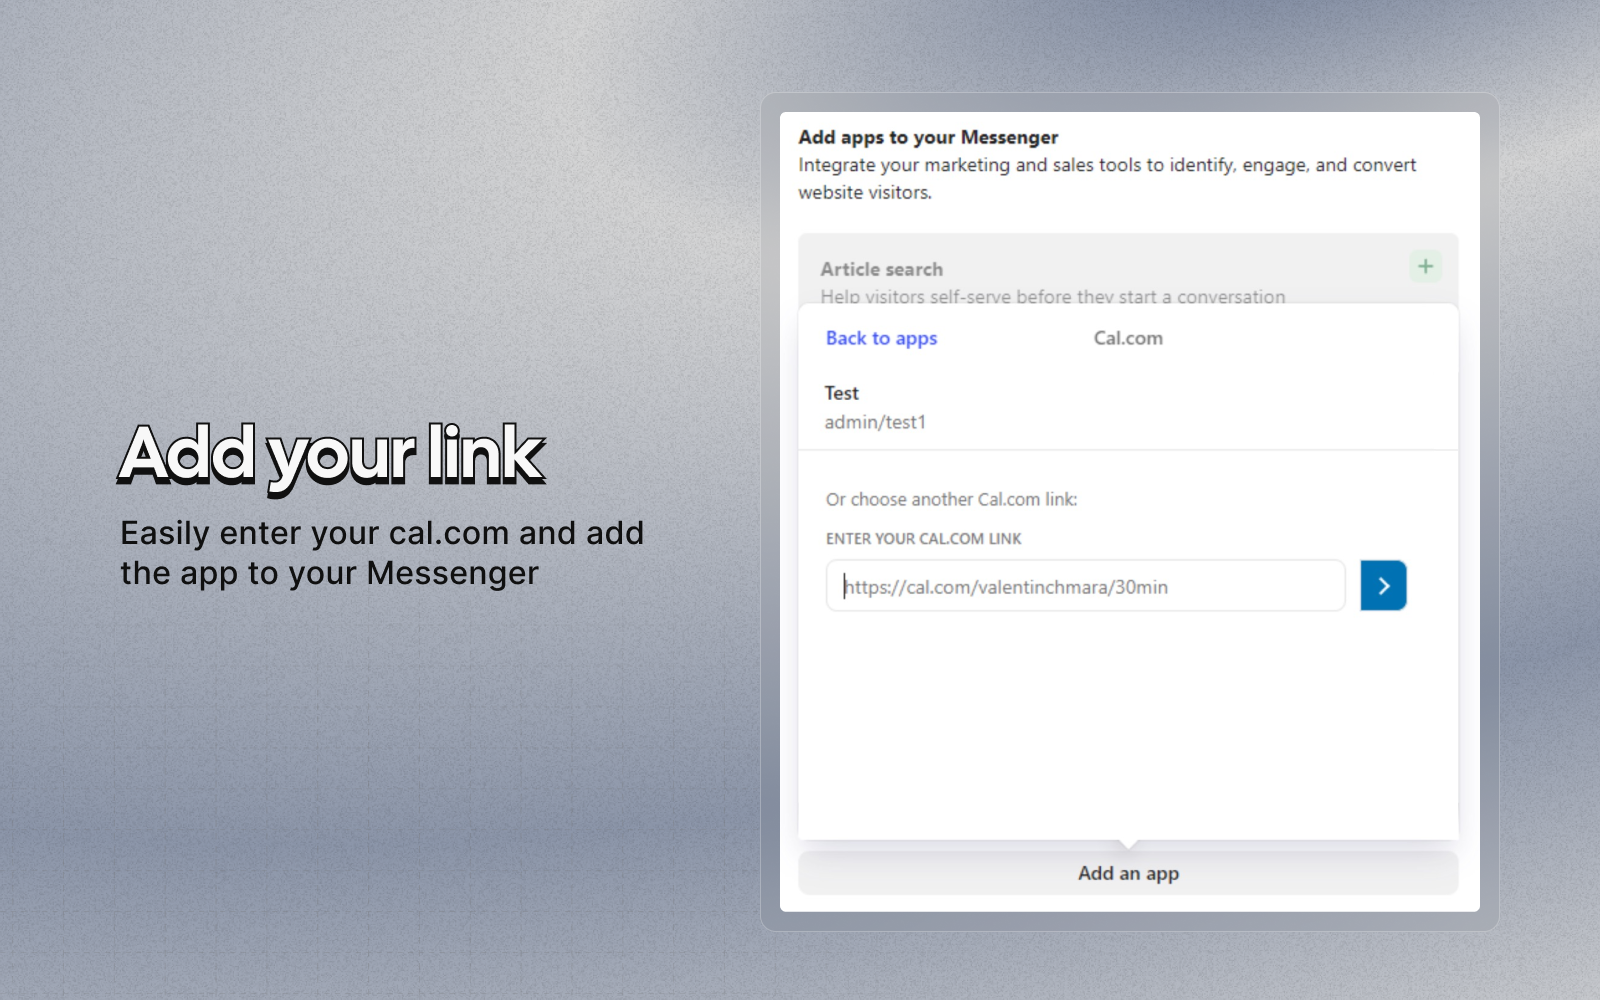 Add your link
Easily enter your cal.com and add
the app to your Messenger
Add apps to your Messenger
Integrate your marketing and sales tools to identify, engage, and convert
website visitors.
Article search
Help visitors self-serve before they start a conversation
Back to apps
Cal.com
Test
admin/test1
Or choose another Cal.com link:
ENTER YOUR CAL.COM LINK
https://cal.com/valentinchmara/30min
Add an app